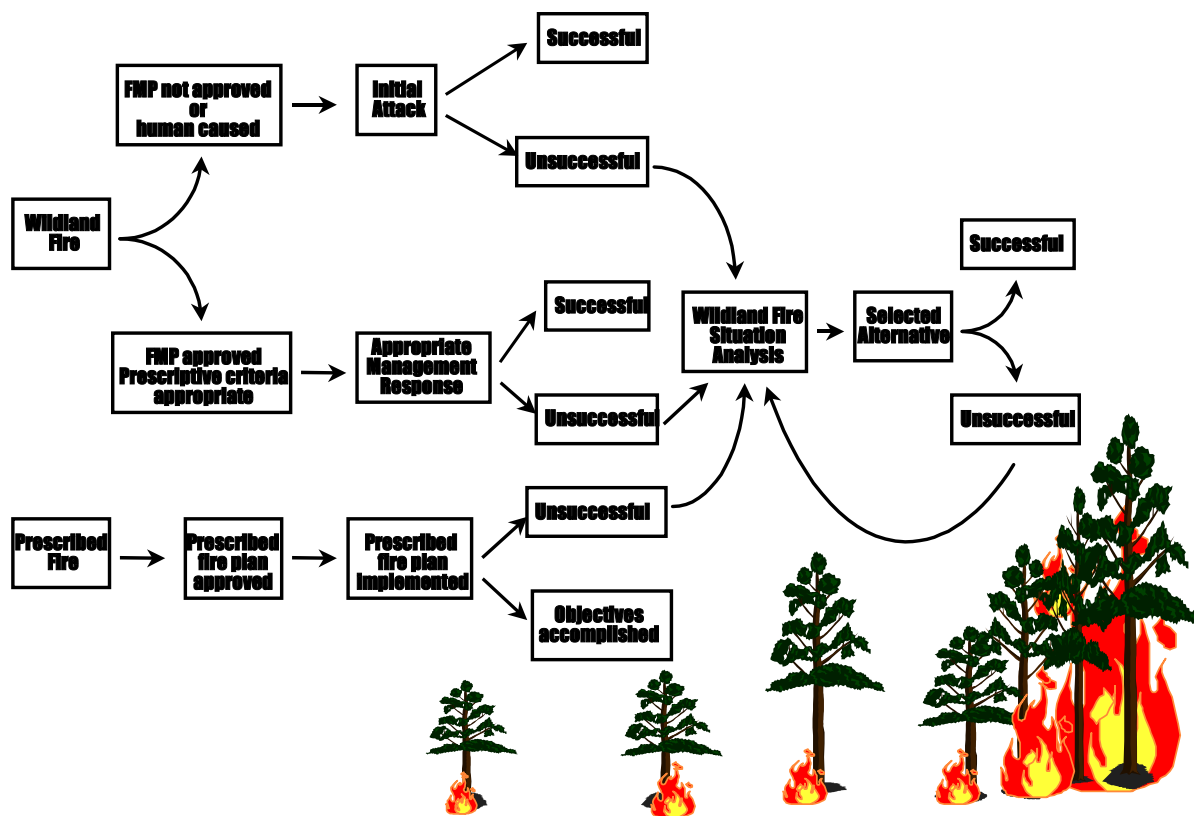 Successful
FMP not approved
or
human caused
Initial
Attack
Unsuccessful
Wildland
Fire
Successful
Successful
Wildland Fire
Situation
Analysis
Selected
Alternative
FMP approved
Prescriptive criteria
appropriate
Appropriate
Management
Response
Unsuccessful
Unsuccessful
Unsuccessful
Prescribed
Fire
Prescribed
fire plan
approved
Prescribed
fire plan
implemented
Objectives
accomplished